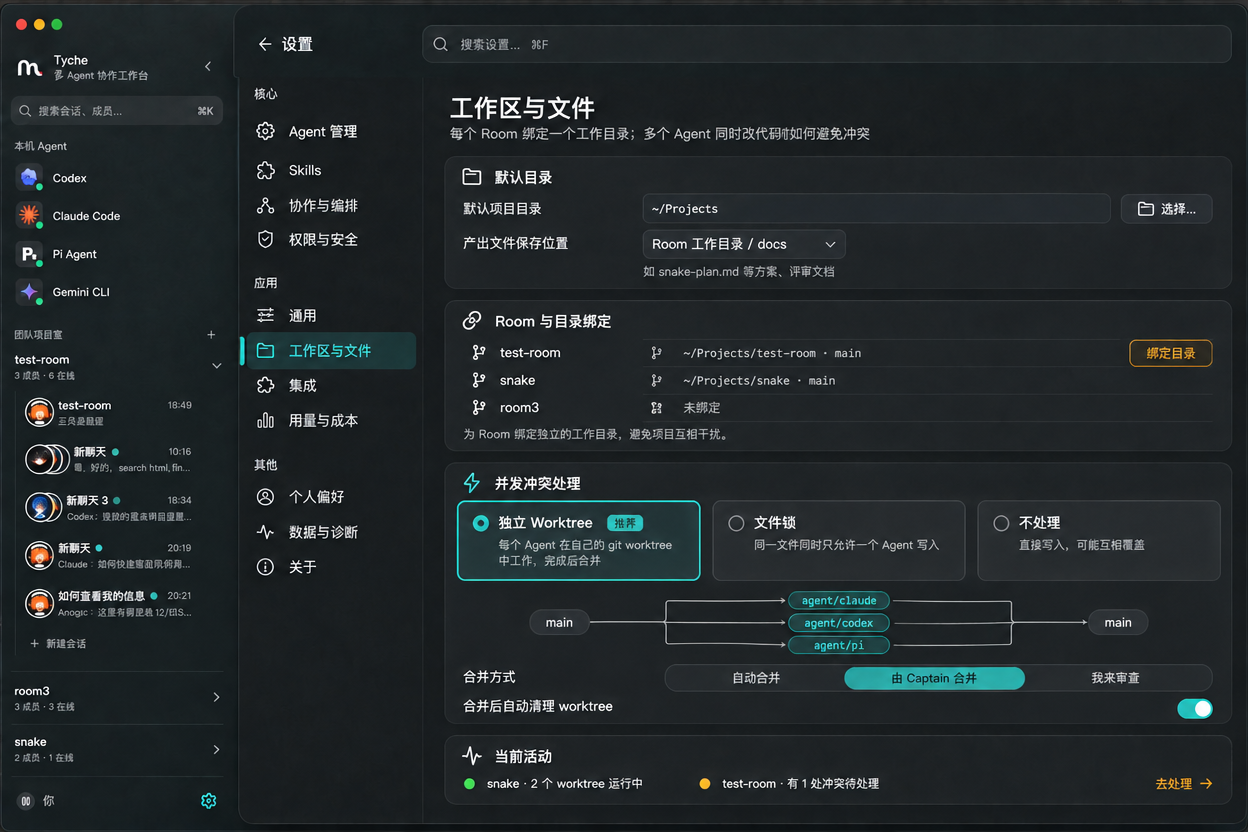 Tyche
Agent 协作工作台
搜索会话、成员... ⌘K
本机 Agent
Codex
Claude Code
Pi Agent
Gemini CLI
团队项目室 +
test-room
3 成员 · 6 在线
test-room 18:49
新聊天 10:16
好的，search html, fin...
新聊天 3 18:34
Codex：
新聊天 20:19
Claude：
如何查看我的信息 20:21
+ 新建会话
room3
3 成员 · 3 在线
snake
2 成员 · 1 在线
你
← 设置
核心
Agent 管理
Skills
协作与编排
权限与安全
应用
通用
工作区与文件
集成
用量与成本
其他
个人偏好
数据与诊断
关于
搜索设置... ⌘F
工作区与文件
每个 Room 绑定一个工作目录；多个 Agent 同时改代码时如何避免冲突
默认目录
默认项目目录 ~/Projects 选择...
产出文件保存位置 Room 工作目录 / docs
如 snake-plan.md 等方案、评审文档
Room 与目录绑定
test-room ~/Projects/test-room · main 绑定目录
snake ~/Projects/snake · main
room3 未绑定
为 Room 绑定独立的工作目录，避免项目互相干扰。
并发冲突处理
独立 Worktree 推荐
每个 Agent 在自己的 git worktree
中工作，完成后合并
文件锁
同一文件同时只允许一个 Agent 写入
不处理
直接写入，可能互相覆盖
main
agent/claude
agent/codex
agent/pi
main
合并方式 自动合并 由 Captain 合并 我来审查
合并后自动清理 worktree
当前活动
snake · 2 个 worktree 运行中 test-room · 有 1 处冲突待处理 去处理 →